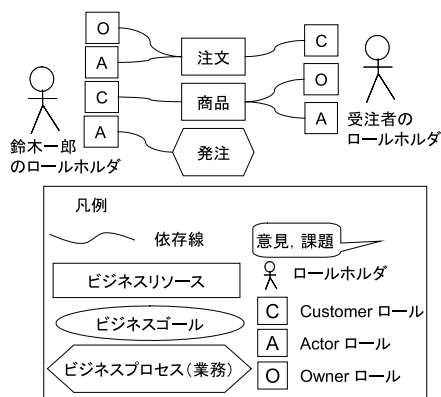 O
A
C
A
注文
商品
発注
C
O
A
鈴木一郎
のロールホルダ
受注者の
ロールホルダ
凡例
依存線
意見，課題
ビジネスリソース
ロールホルダ
ビジネスゴール
C Customer ロール
A Actor ロール
ビジネスプロセス（業務）
O Owner ロール